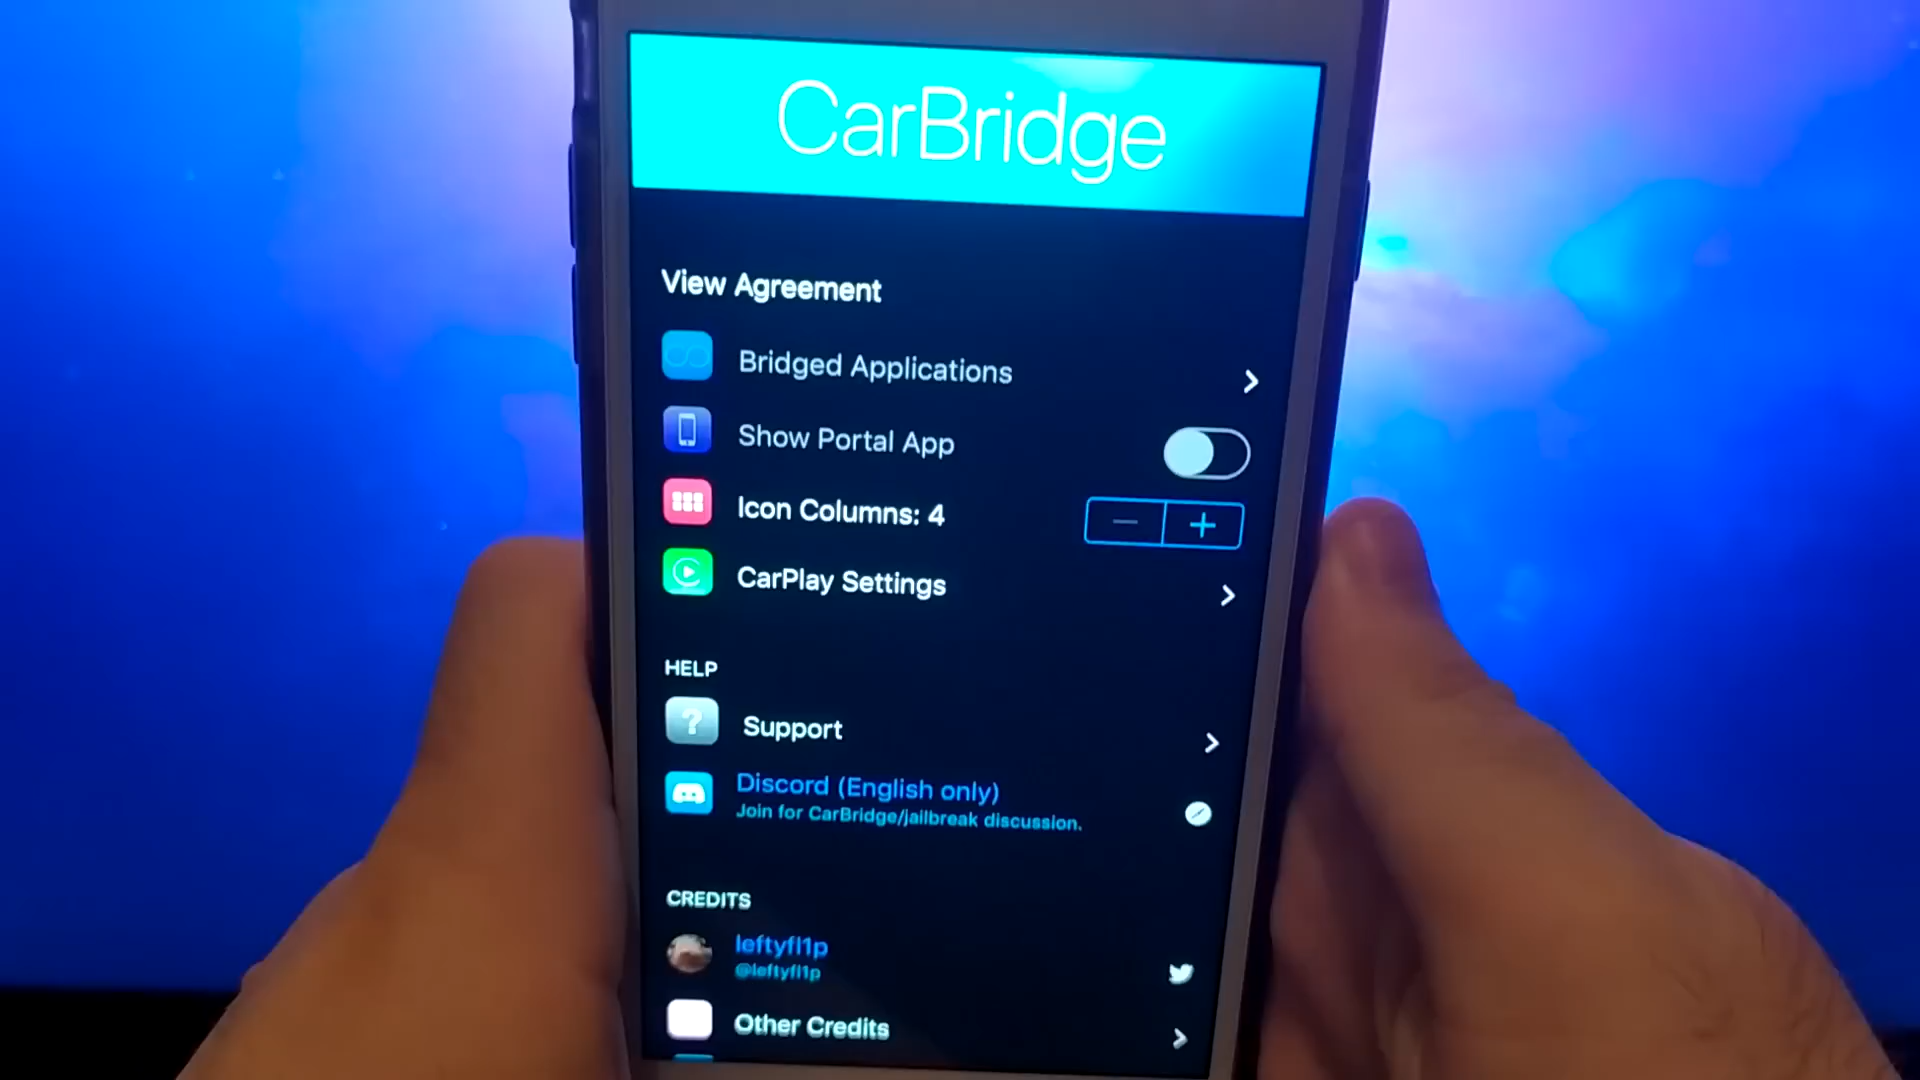 CarBridge
View Agreement
Bridged Applications
Show Portal App
Icon Columns: 4
CarPlay Settings
HELP
Support
Discord (English only)
Join for CarBridge/jailbreak discussion.
CREDITS
leftyfl1p
@leftyfl1p
Other Credits